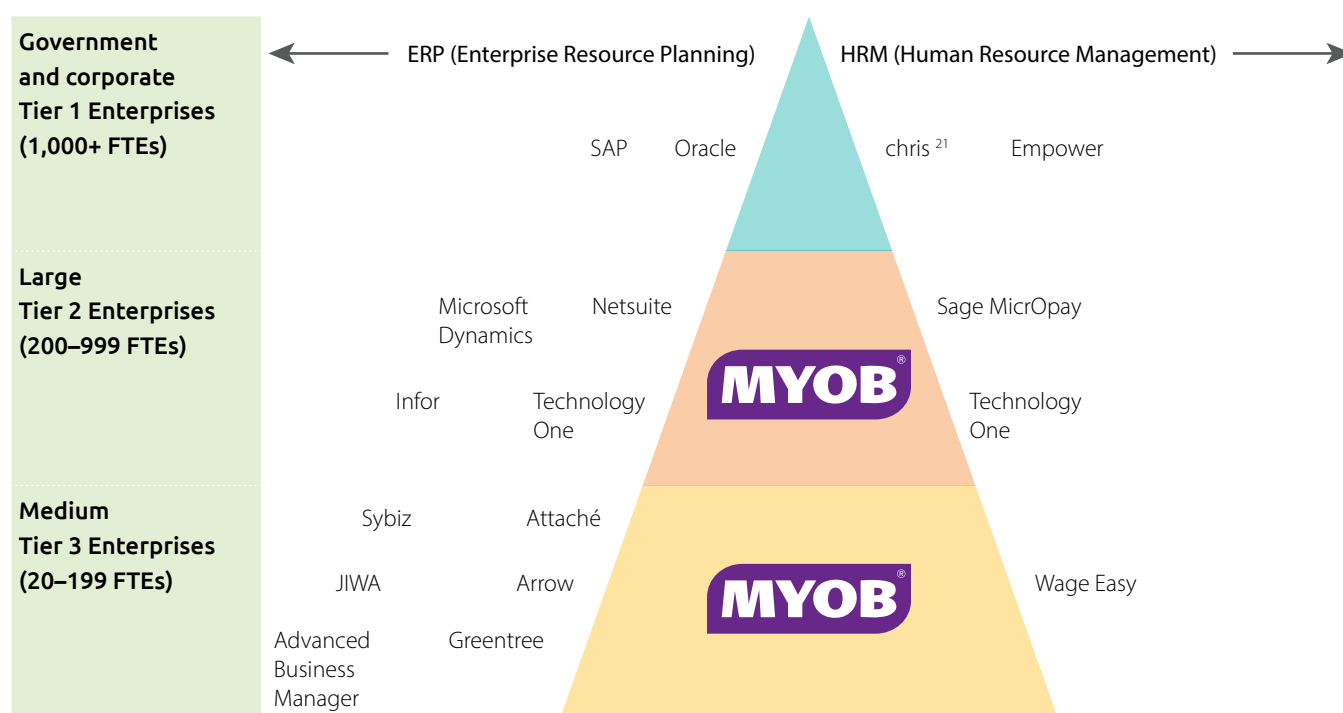 Government
and corporate
Tier 1 Enterprises
(1,000+ FTEs)
ERP (Enterprise Resource Planning)
HRM (Human Resource Management)
SAP
Oracle
chris 21
Empower
Large
Tier 2 Enterprises
(200–999 FTEs)
Microsoft
Dynamics
Netsuite
Sage MicrOpay
MYOB®
Infor
Technology
One
Technology
One
Medium
Tier 3 Enterprises
(20–199 FTEs)
Sybiz
Attaché
JIWA
Arrow
MYOB®
Wage Easy
Advanced
Business
Manager
Greentree